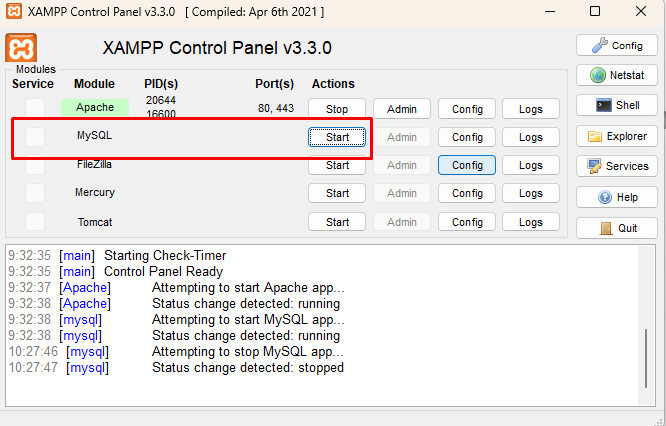 XAMPP Control Panel v3.3.0 [ Compiled: Apr 6th 2021 ]
XAMPP Control Panel v3.3.0
Config
Modules
Service Module PID(s) Port(s) Actions
Netstat
Apache 20644 16600 80, 443 Stop Admin Config Logs
Shell
MySQL Start Admin Config Logs
Explorer
FileZilla Start Admin Config Logs
Services
Mercury Start Admin Config Logs
Help
Tomcat Start Admin Config Logs
Quit
9:32:35 [main] Starting Check-Timer
9:32:35 [main] Control Panel Ready
9:32:37 [Apache] Attempting to start Apache app...
9:32:38 [Apache] Status change detected: running
9:32:38 [mysql] Attempting to start MySQL app...
9:32:38 [mysql] Status change detected: running
10:27:46 [mysql] Attempting to stop MySQL app...
10:27:47 [mysql] Status change detected: stopped